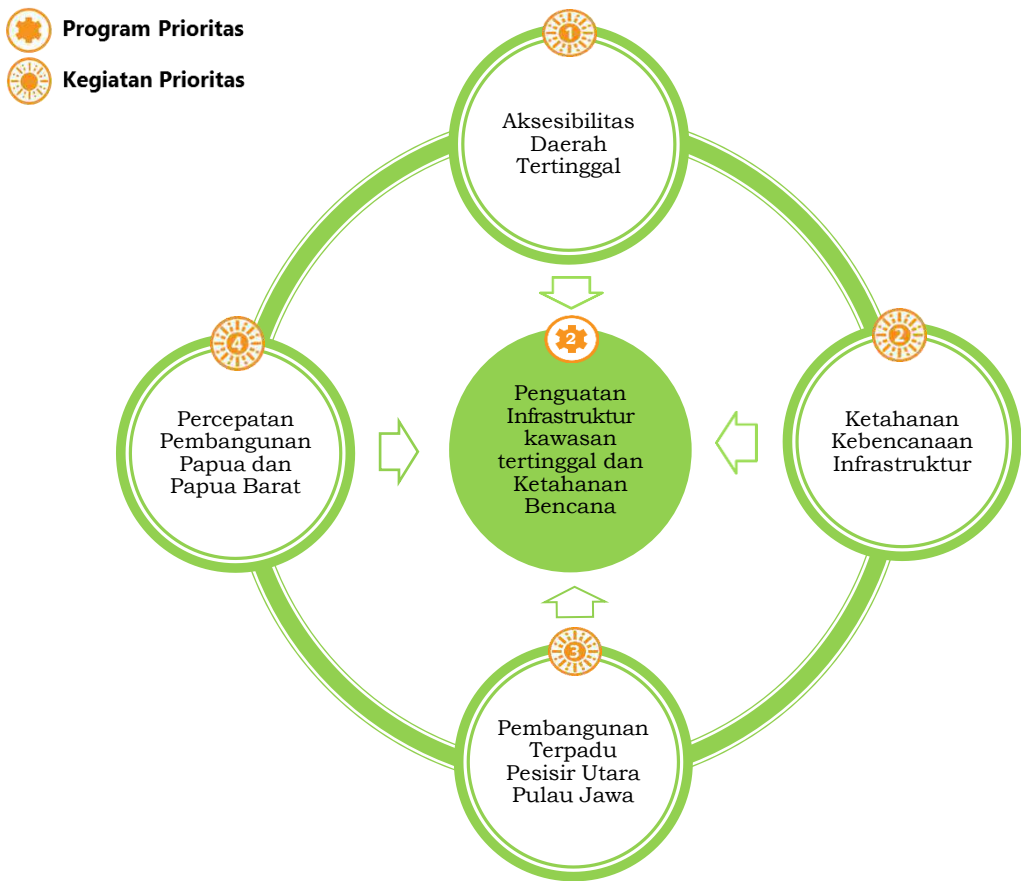 Program Prioritas
Kegiatan Prioritas
1
Aksesibilitas
Daerah
Tertinggal
2
Penguatan
Infrastruktur
kawasan
tertinggal dan
Ketahanan
Bencana
2
Ketahanan
Kebencanaan
Infrastruktur
3
Pembangunan
Terpadu
Pesisir Utara
Pulau Jawa
4
Percepatan
Pembangunan
Papua dan
Papua Barat